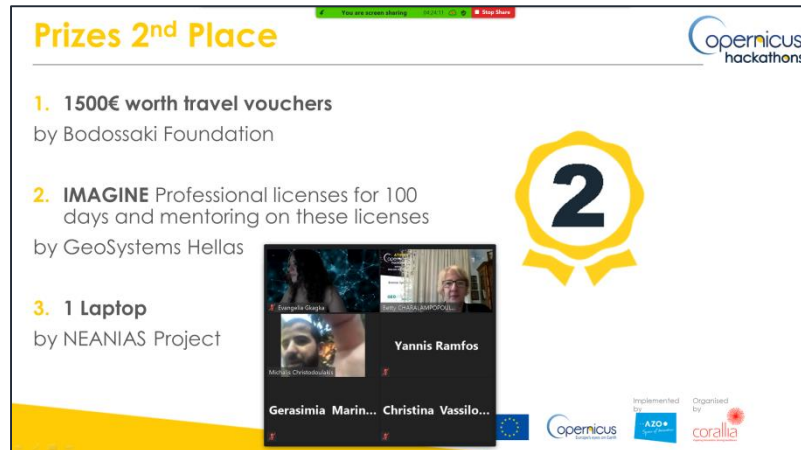 You are screen sharing
Stop Share
Prizes 2nd Place
opernicus
hackathons
1. 1500€ worth travel vouchers
by Bodossaki Foundation
2. IMAGINE Professional licenses for 100
days and mentoring on these licenses
by GeoSystems Hellas
3. 1 Laptop
by NEANIAS Project
2
Evangelia Gkagka
Betty CHARALAMPOPOUL...
Michalis Christodoulakis
Yannis Ramfos
Gerasimia Marin...
Christina Vassilo...
Implemented
by
Organised
by
opernicus
AZO
corallia